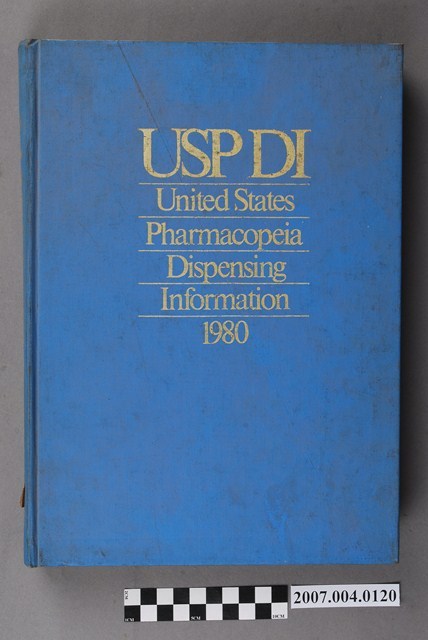 USP DI
United States
Pharmacopeia
Dispensing
Information
1980
2007.004.0120